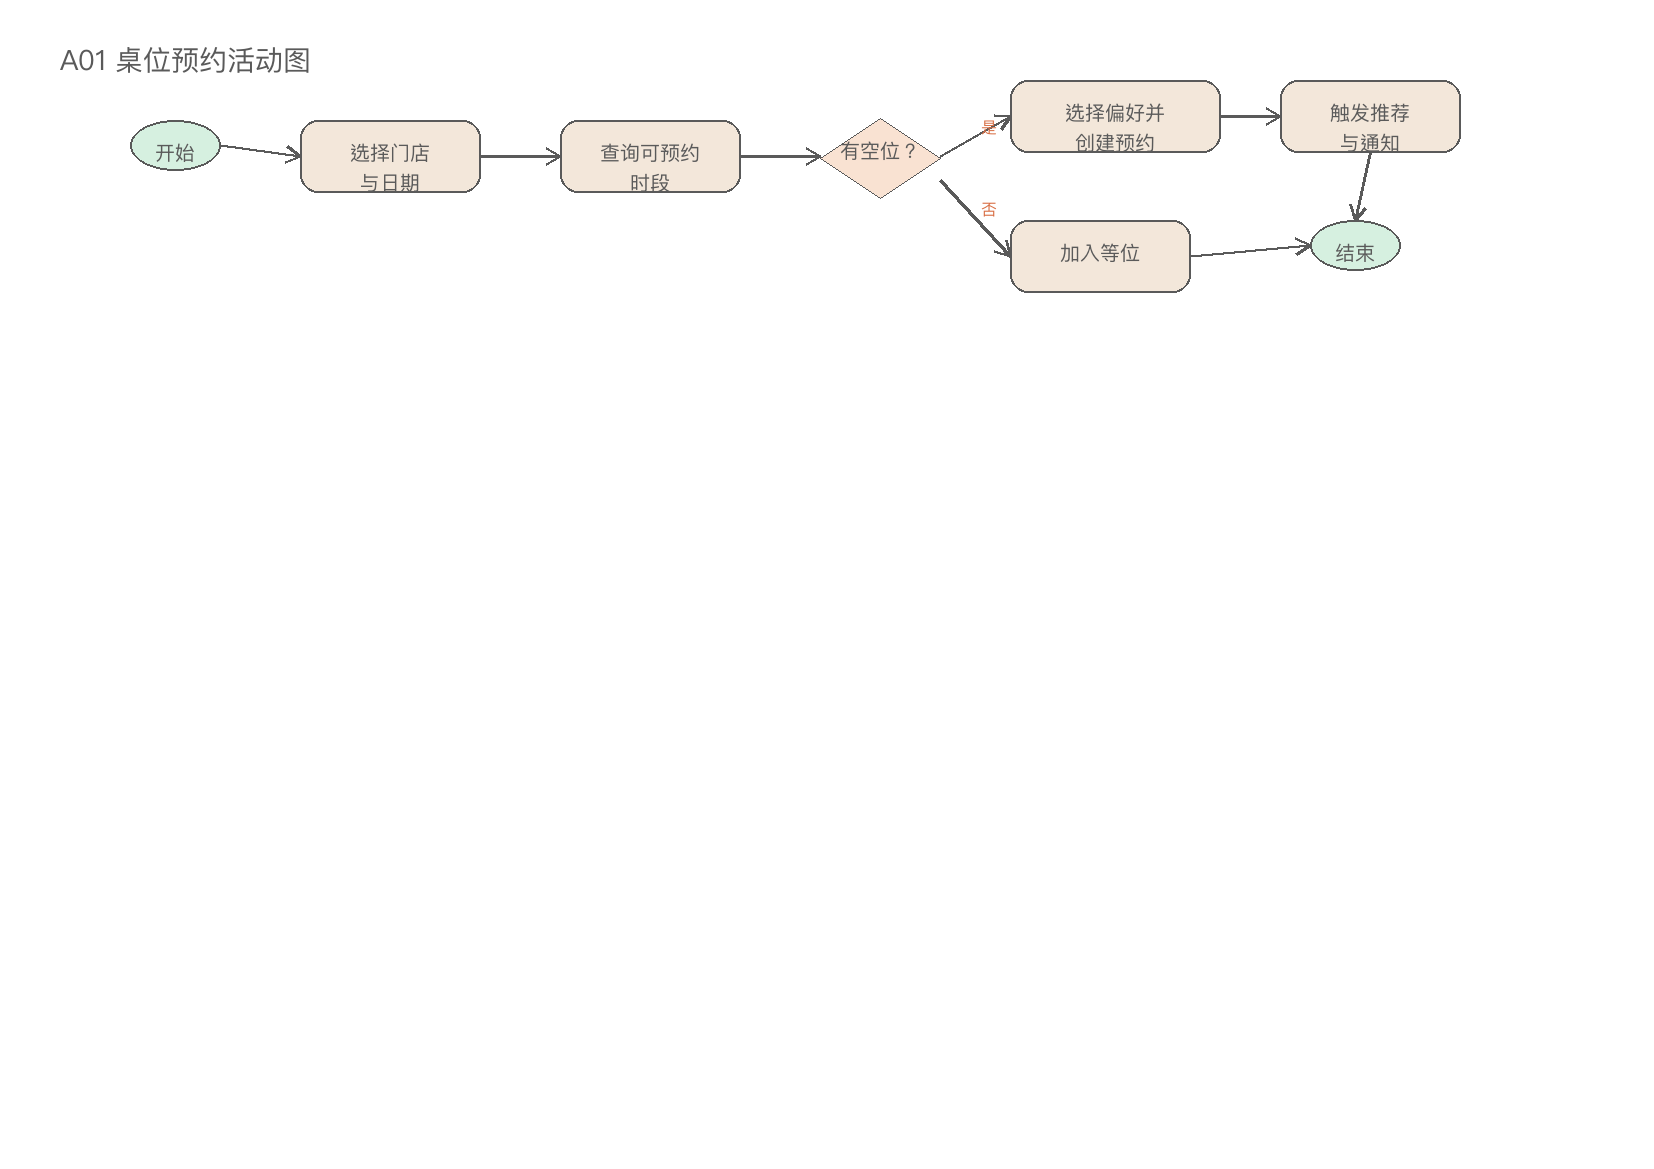 A01 桌位预约活动图
开始
选择门店
与日期
查询可预约
时段
有空位？
是
选择偏好并
创建预约
触发推荐
与通知
否
加入等位
结束